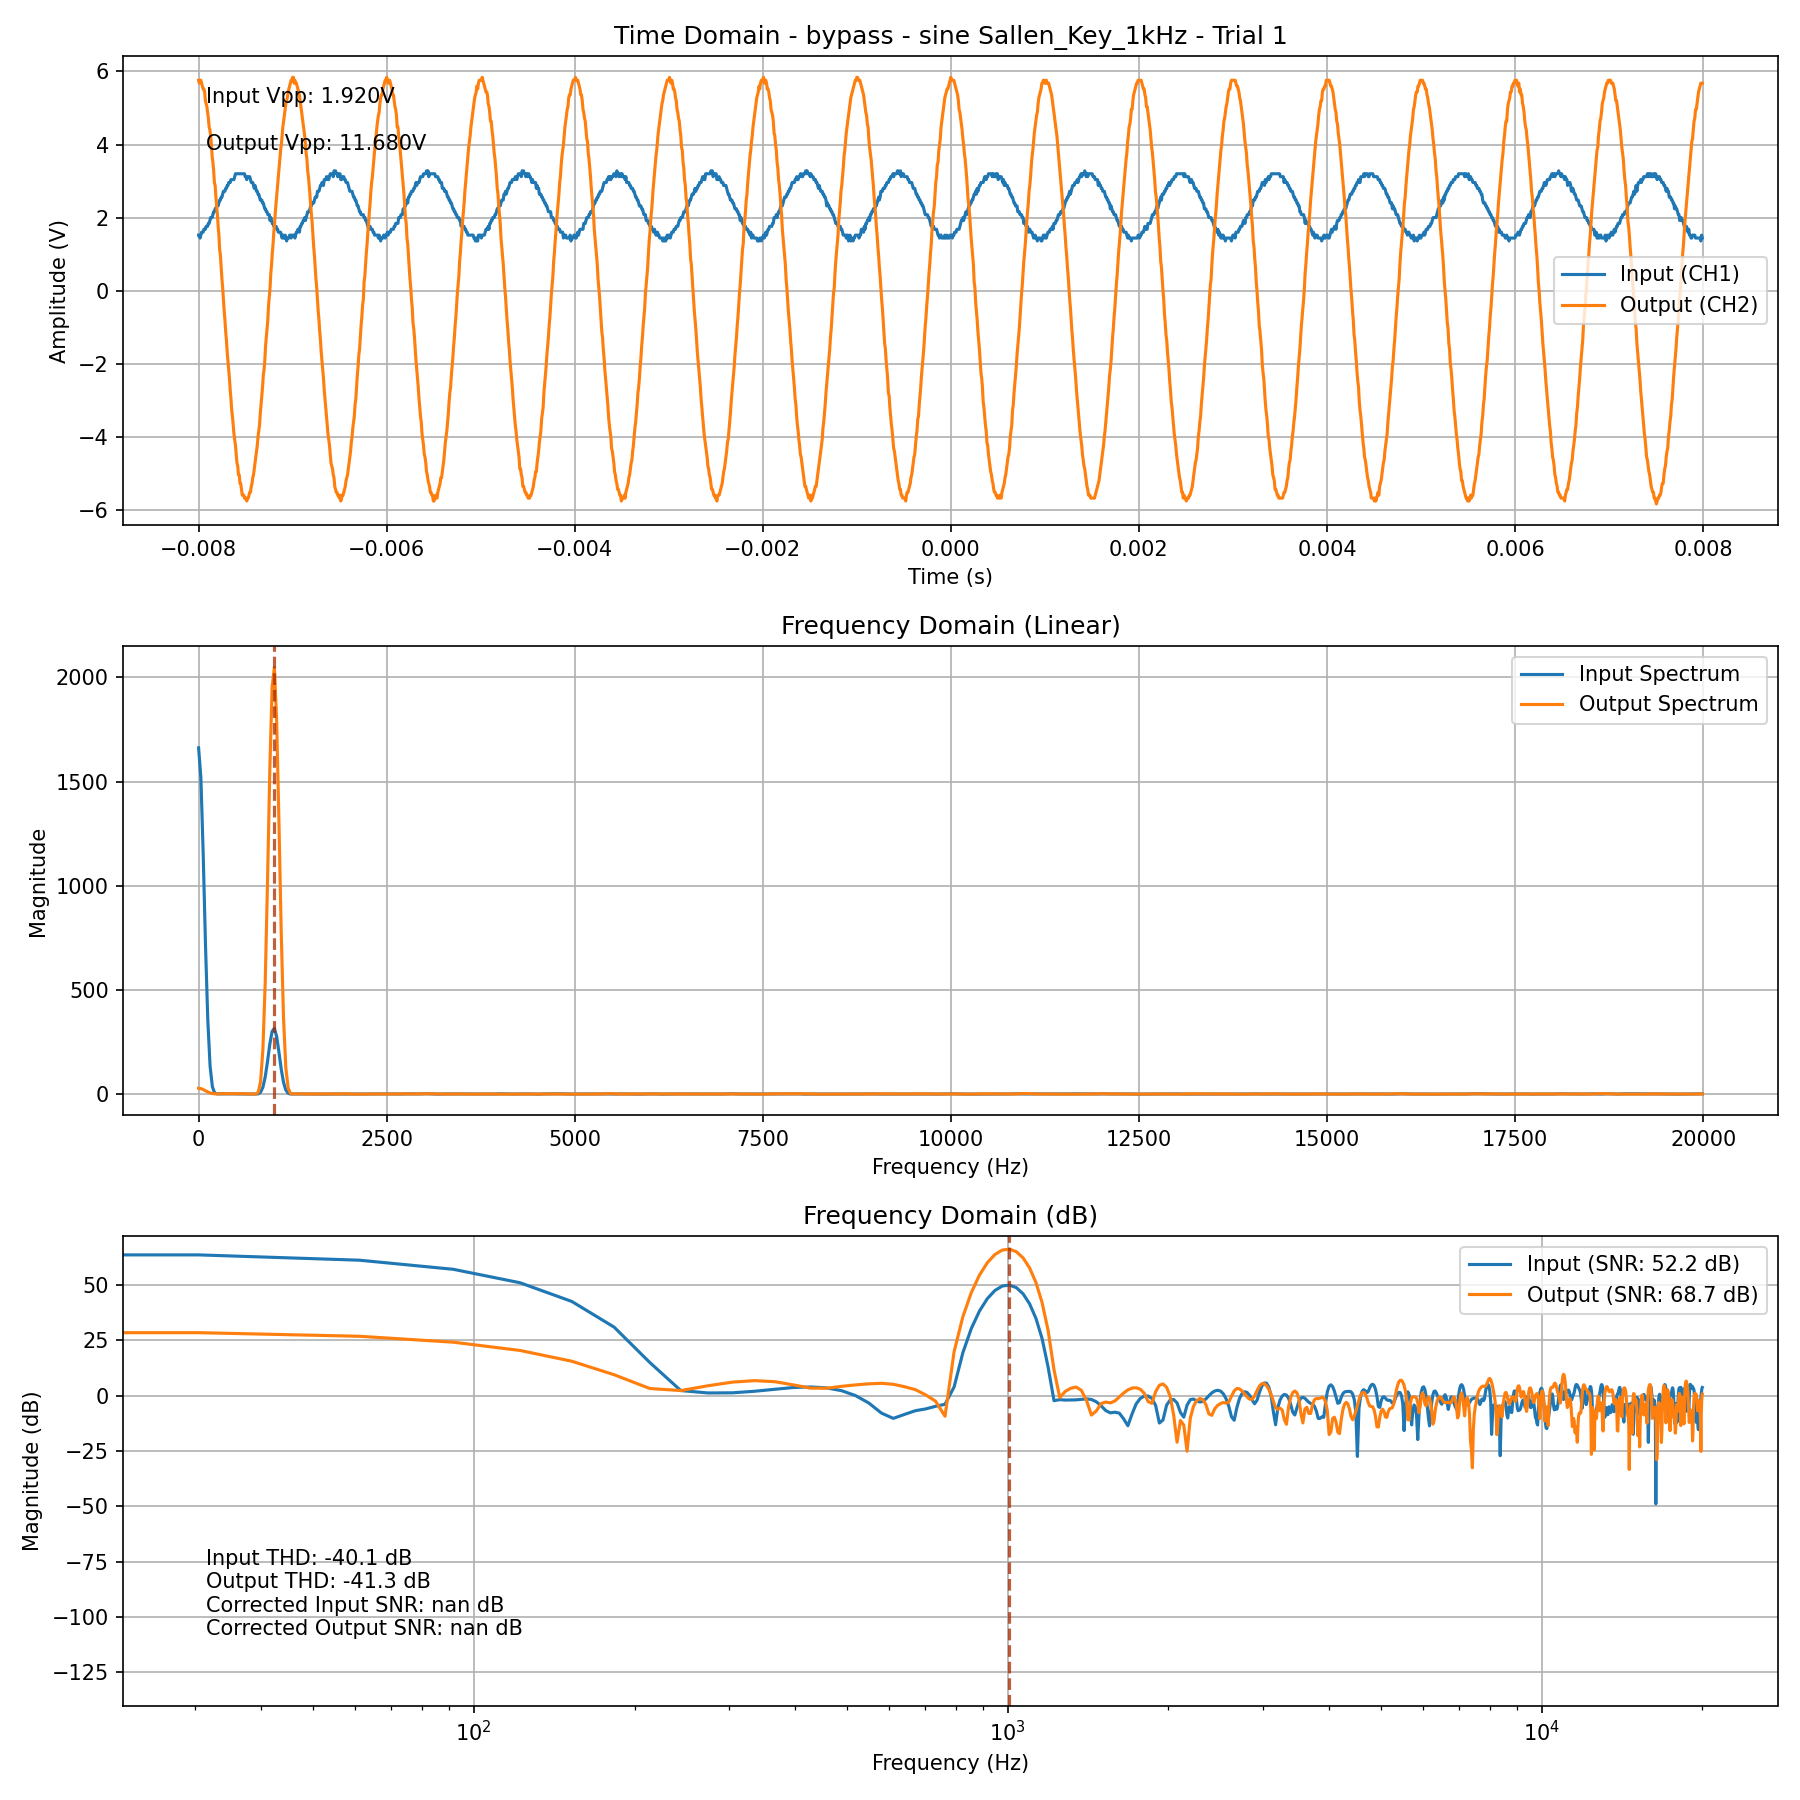 Time Domain - bypass - sine Sallen_Key_1kHz - Trial 1
Amplitude (V)
6
4
2
0
−2
−4
−6
Input Vpp: 1.920V
Output Vpp: 11.680V
Input (CH1)
Output (CH2)
−0.008 −0.006 −0.004 −0.002 0.000 0.002 0.004 0.006 0.008
Time (s)
Frequency Domain (Linear)
Magnitude
2000
1500
1000
500
0
Input Spectrum
Output Spectrum
0 2500 5000 7500 10000 12500 15000 17500 20000
Frequency (Hz)
Frequency Domain (dB)
Magnitude (dB)
50
25
0
−25
−50
−75
−100
−125
Input (SNR: 52.2 dB)
Output (SNR: 68.7 dB)
Input THD: -40.1 dB
Output THD: -41.3 dB
Corrected Input SNR: nan dB
Corrected Output SNR: nan dB
10² 10³ 10⁴
Frequency (Hz)